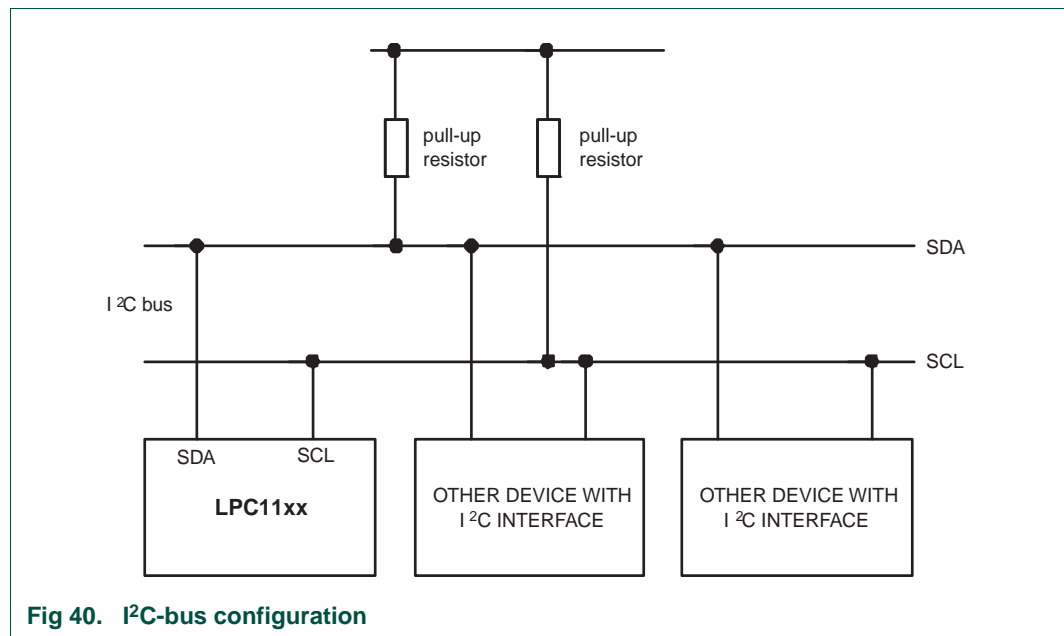 pull-up
resistor
pull-up
resistor
SDA
I ²C bus
SCL
SDA
SCL
LPC11xx
OTHER DEVICE WITH
I ²C INTERFACE
OTHER DEVICE WITH
I ²C INTERFACE
Fig 40. I²C-bus configuration